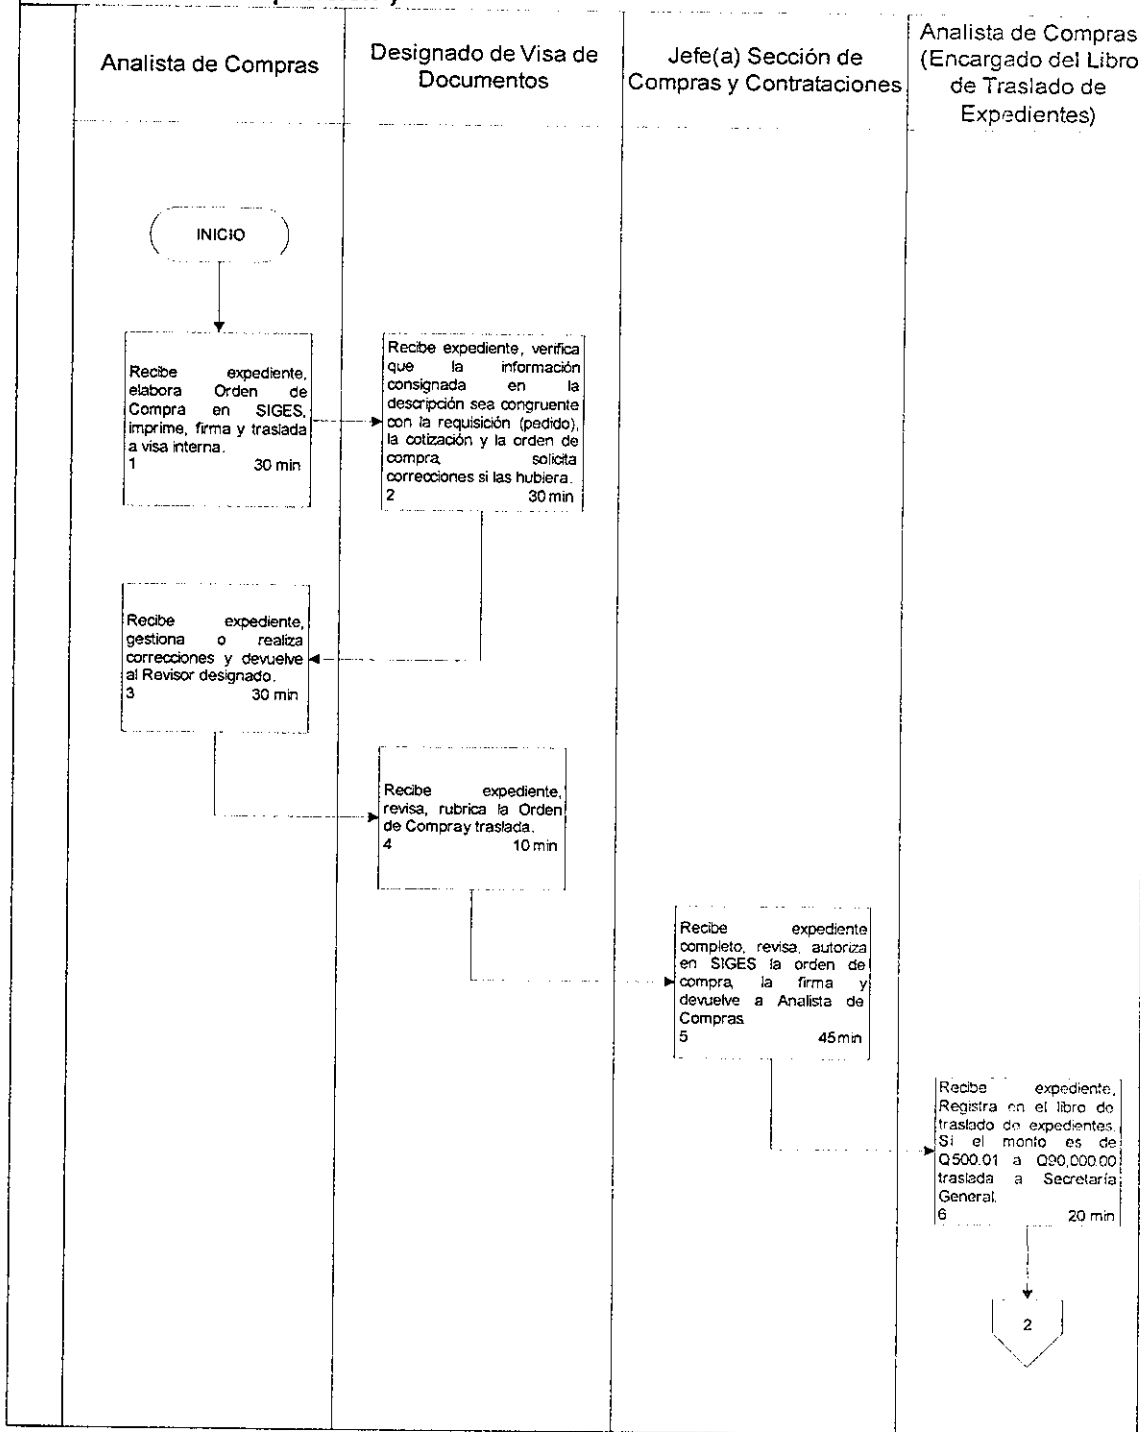 Analista de Compras
Designado de Visa de
Documentos
Jefe(a) Sección de
Compras y Contrataciones
Analista de Compras
(Encargado del Libro
de Traslado de
Expedientes)
INICIO
Recibe expediente,
elabora Orden de
Compra en SIGES,
imprime, firma y traslada
a visa interna.
1 30 min
Recibe expediente, verifica
que la información
consignada en la
descripción sea congruente
con la requisición (pedido),
la cotización y la orden de
compra, solicita
correcciones si las hubiera.
2 30 min
Recibe expediente,
gestiona o realiza
correcciones y devuelve
al Revisor designado.
3 30 min
Recibe expediente,
revisa, rubrica la Orden
de Compra y traslada.
4 10 min
Recibe expediente
completo, revisa, autoriza
en SIGES la orden de
compra, la firma y
devuelve a Analista de
Compras
5 45min
Recibe expediente,
Registra en el libro de
traslado de expedientes.
Si el monto es de
Q500.01 a Q90,000.00
traslada a Secretaría
General.
6 20 min
2